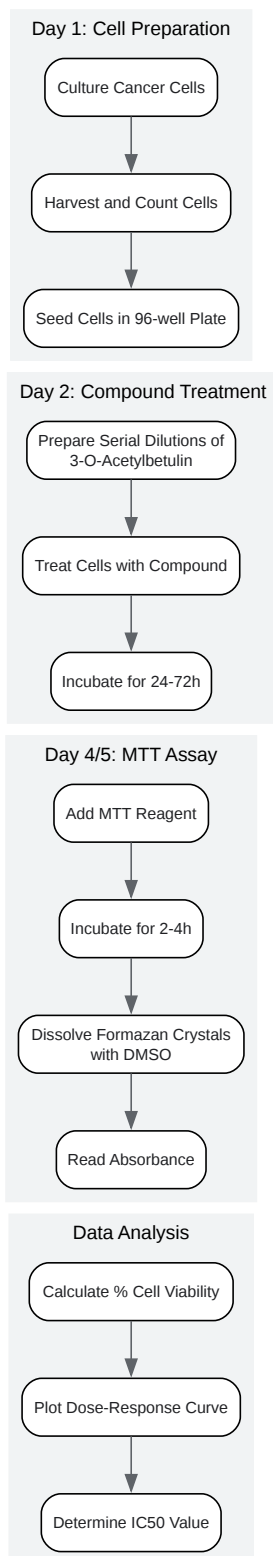 Day 1: Cell Preparation
Culture Cancer Cells
Harvest and Count Cells
Seed Cells in 96-well Plate
Day 2: Compound Treatment
Prepare Serial Dilutions of
3-O-Acetylbetulin
Treat Cells with Compound
Incubate for 24-72h
Day 4/5: MTT Assay
Add MTT Reagent
Incubate for 2-4h
Dissolve Formazan Crystals
with DMSO
Read Absorbance
Data Analysis
Calculate % Cell Viability
Plot Dose-Response Curve
Determine IC50 Value